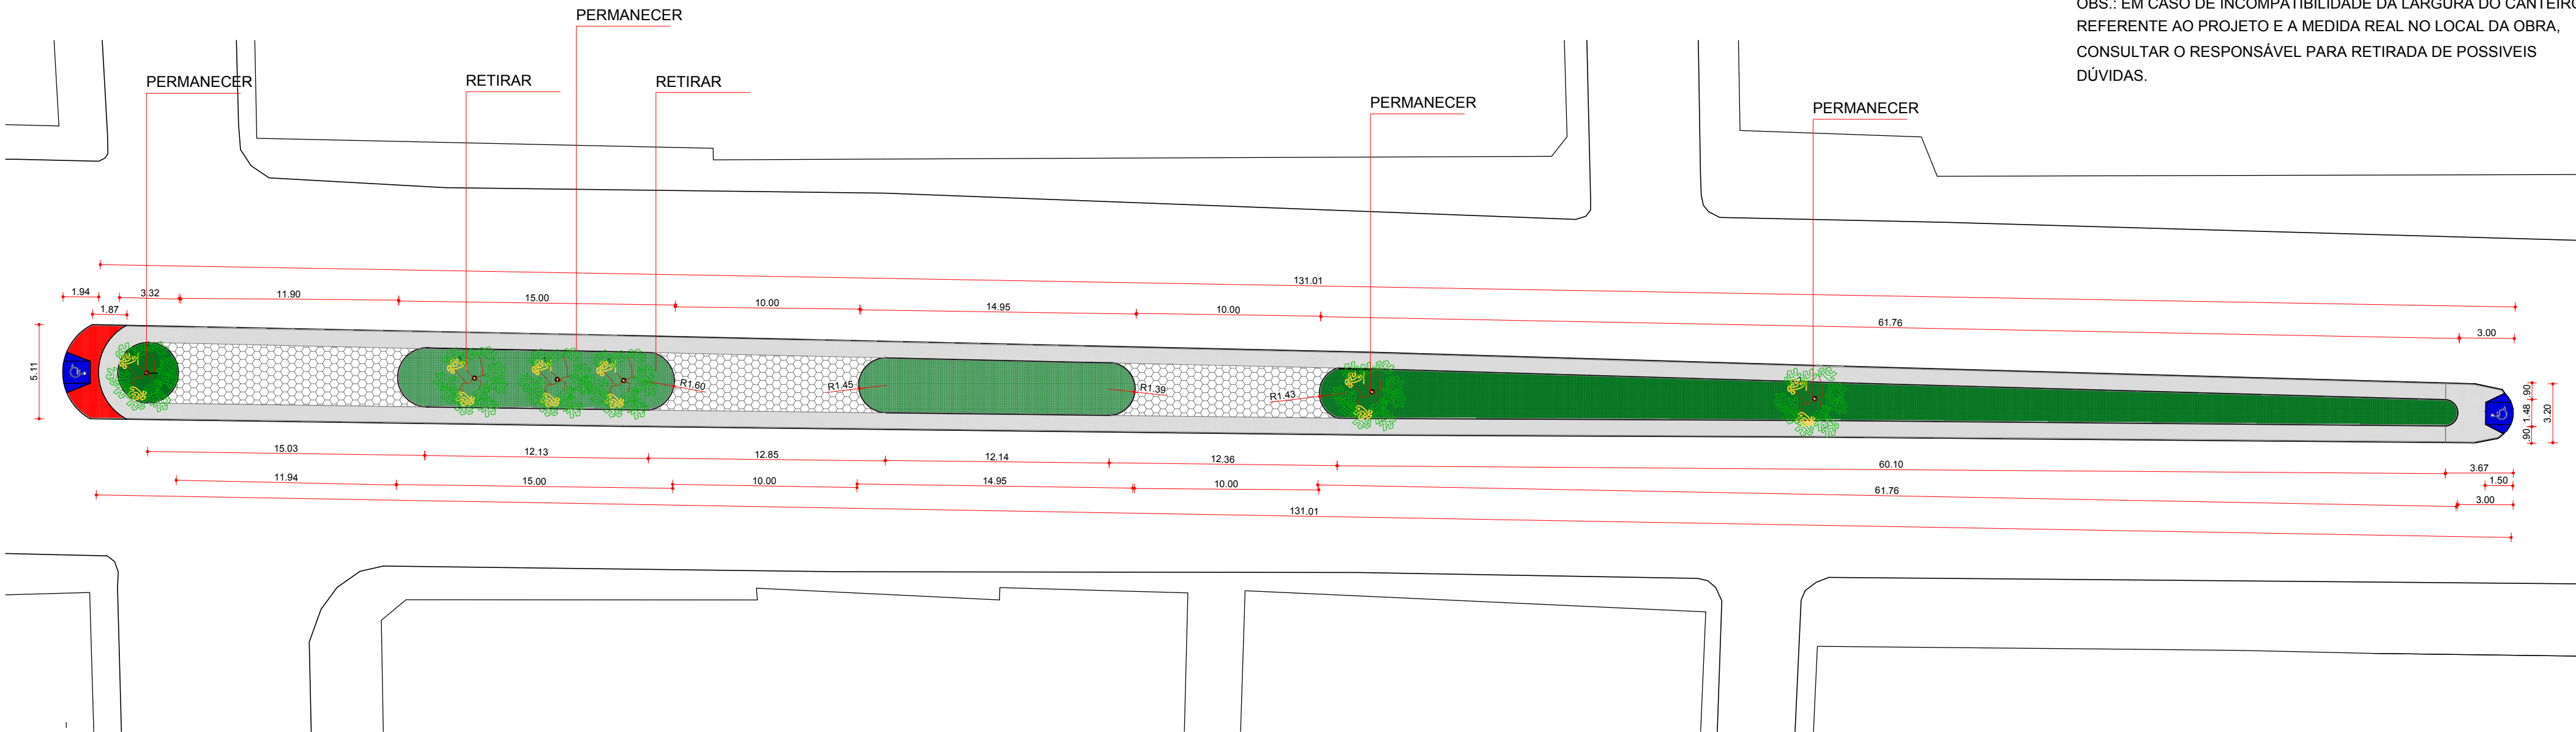 OBS.: EM CASO DE INCOMPATIBILIDADE DA LARGURA DO CANTEIRO
REFERENTE AO PROJETO E A MEDIDA REAL NO LOCAL DA OBRA,
CONSULTAR O RESPONSÁVEL PARA RETIRADA DE POSSIVEIS
DÚVIDAS.
PERMANECER
PERMANECER
RETIRAR
RETIRAR
PERMANECER
PERMANECER
131.01
1.94
3.32
11.90
15.00
10.00
14.95
10.00
61.76
3.00
1.87
5.11
R1.60
R1.45
R1.39
R1.43
.90
1.48
.90
3.20
15.03
12.13
12.85
12.14
12.36
60.10
3.67
11.94
15.00
10.00
14.95
10.00
61.76
1.50
3.00
131.01